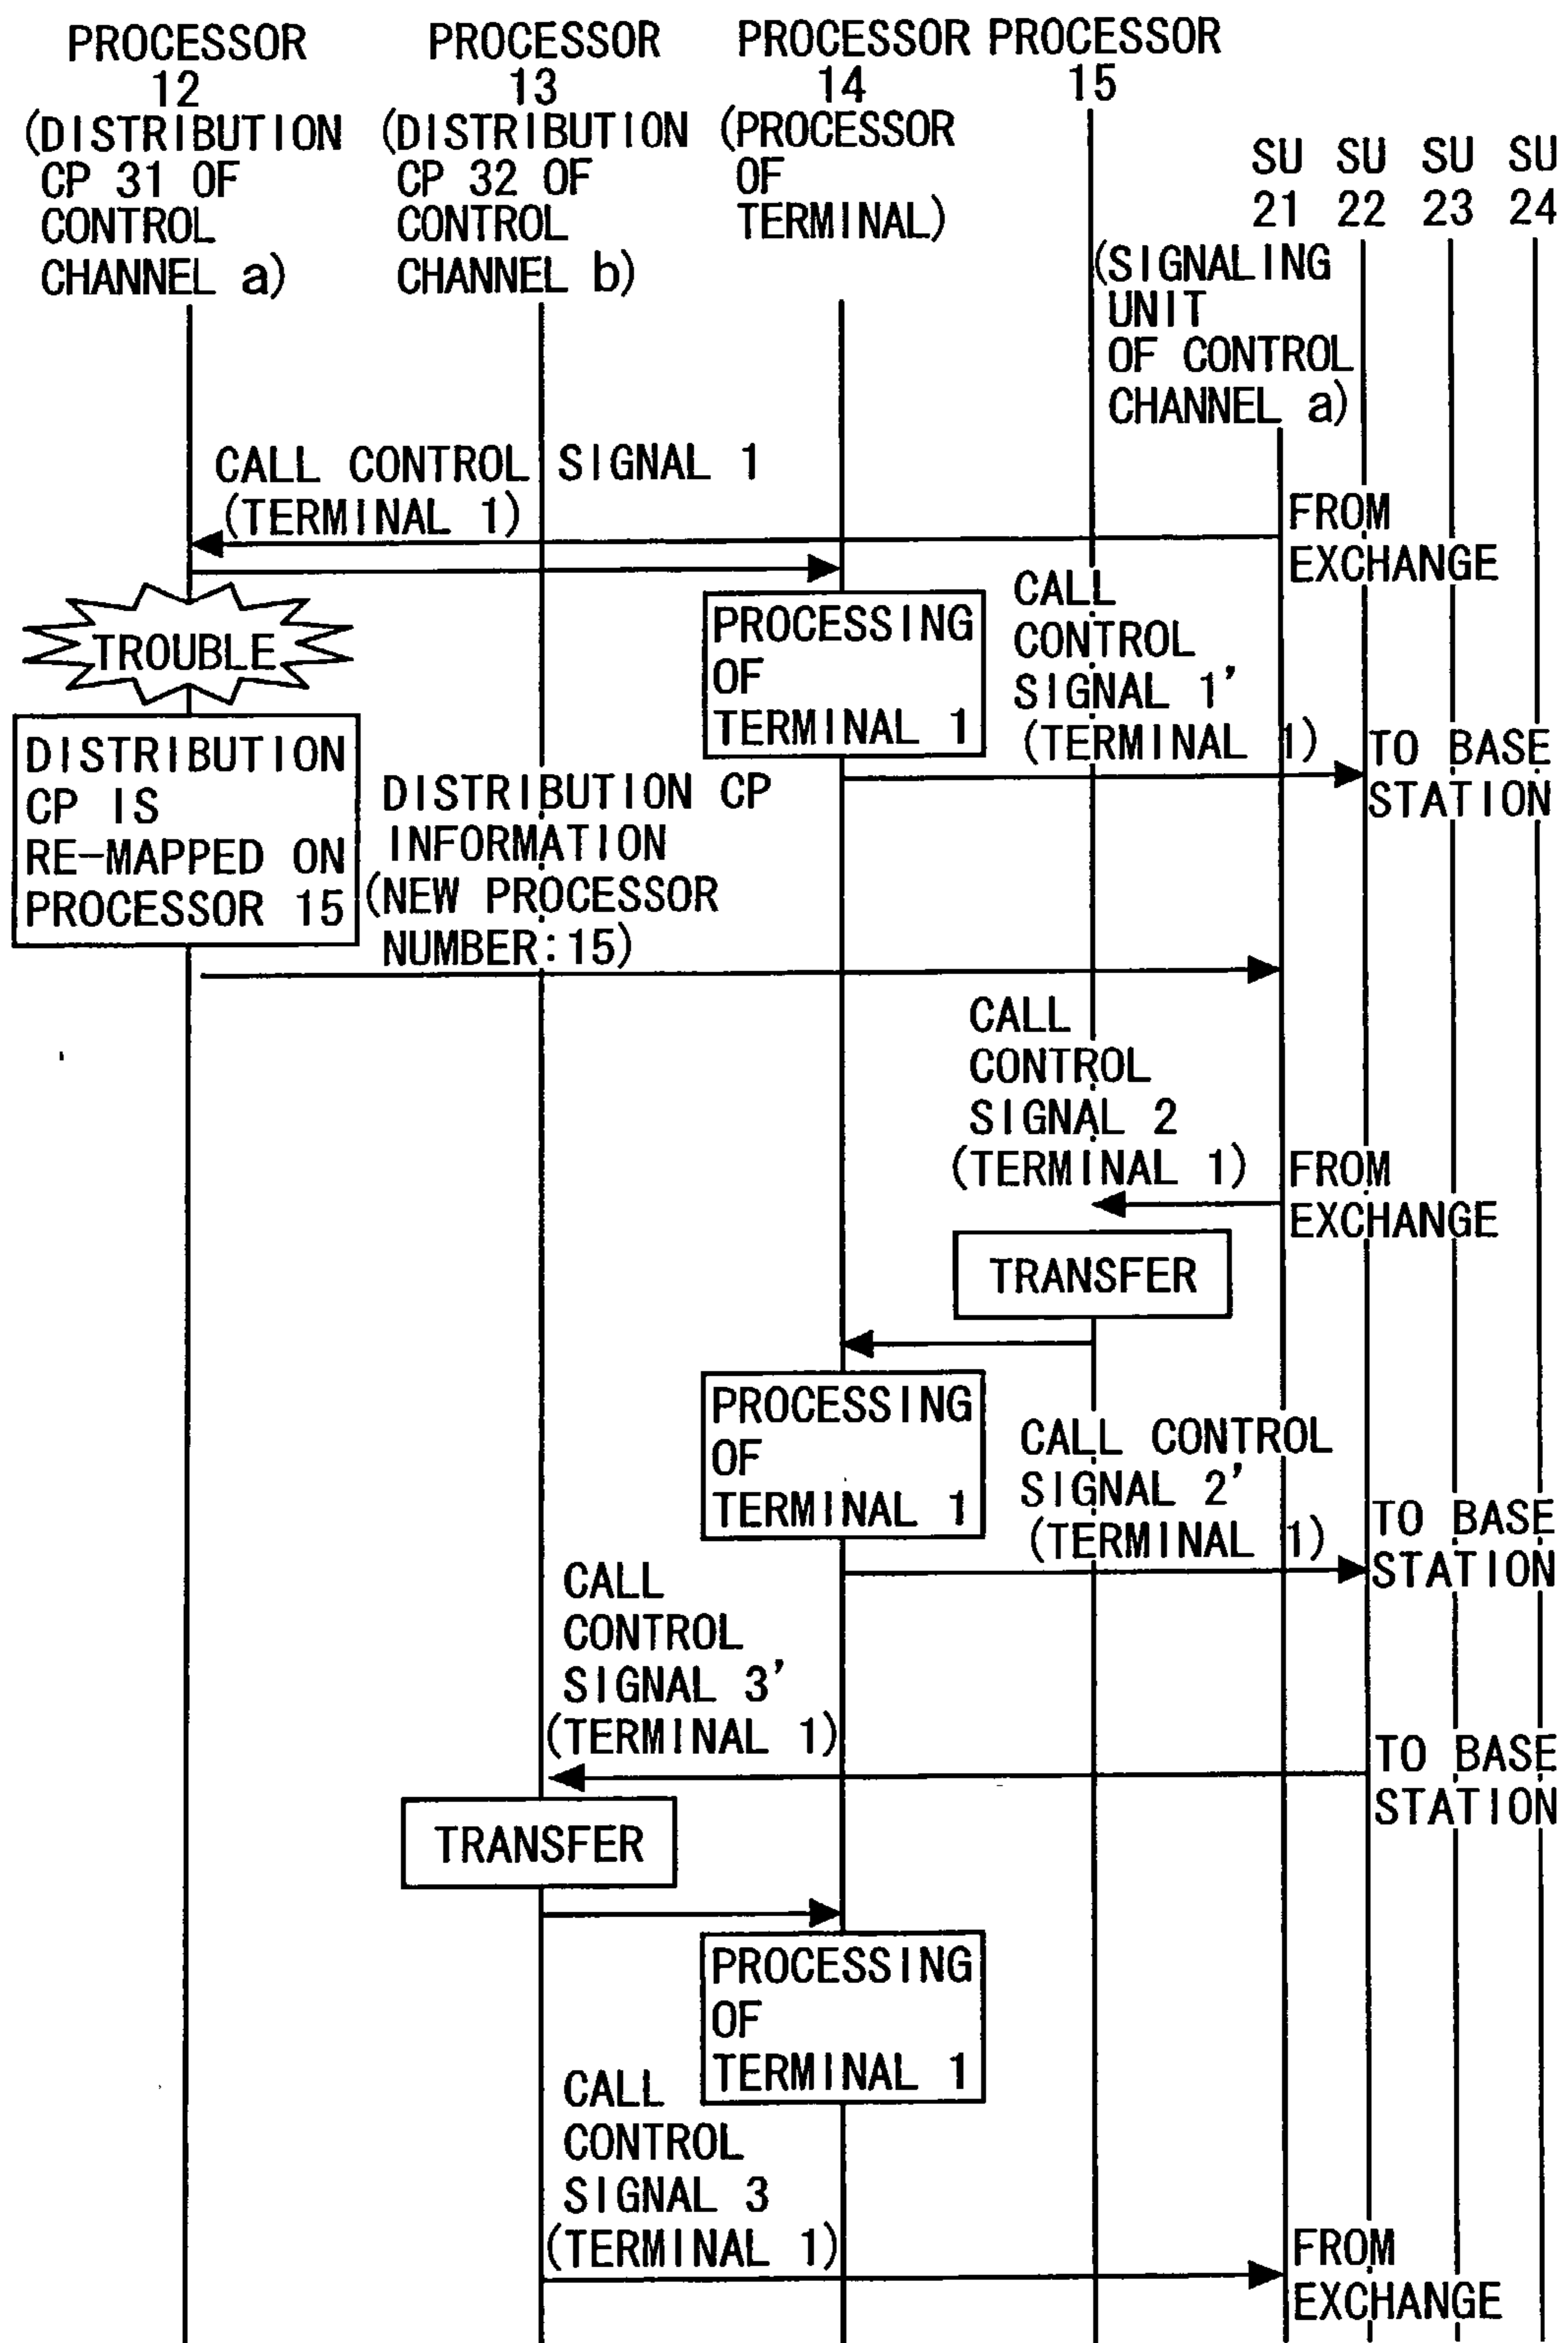 PROCESSOR 12
(DISTRIBUTION
CP 31 OF
CONTROL
CHANNEL a)
PROCESSOR
13
(DISTRIBUTION
CP 32 OF
CONTROL
CHANNEL b)
PROCESSOR
14
(PROCESSOR
OF
TERMINAL)
PROCESSOR
15
SU 21
SU 22
SU 23
SU 24
(SIGNALING
UNIT
OF CONTROL
CHANNEL a)
CALL CONTROL SIGNAL 1
(TERMINAL 1)
FROM
EXCHANGE
TROUBLE
PROCESSING
OF
TERMINAL 1
CALL
CONTROL
SIGNAL 1'
(TERMINAL 1)
TO BASE
STATION
DISTRIBUTION
CP IS
RE-MAPPED ON
PROCESSOR 15
DISTRIBUTION CP
INFORMATION
(NEW PROCESSOR
NUMBER:15)
CALL
CONTROL
SIGNAL 2
(TERMINAL 1)
FROM
EXCHANGE
TRANSFER
PROCESSING
OF
TERMINAL 1
CALL CONTROL
SIGNAL 2'
(TERMINAL 1)
TO BASE
STATION
CALL
CONTROL
SIGNAL 3'
(TERMINAL 1)
TO BASE
STATION
TRANSFER
PROCESSING
OF
TERMINAL 1
CALL
CONTROL
SIGNAL 3
(TERMINAL 1)
FROM
EXCHANGE